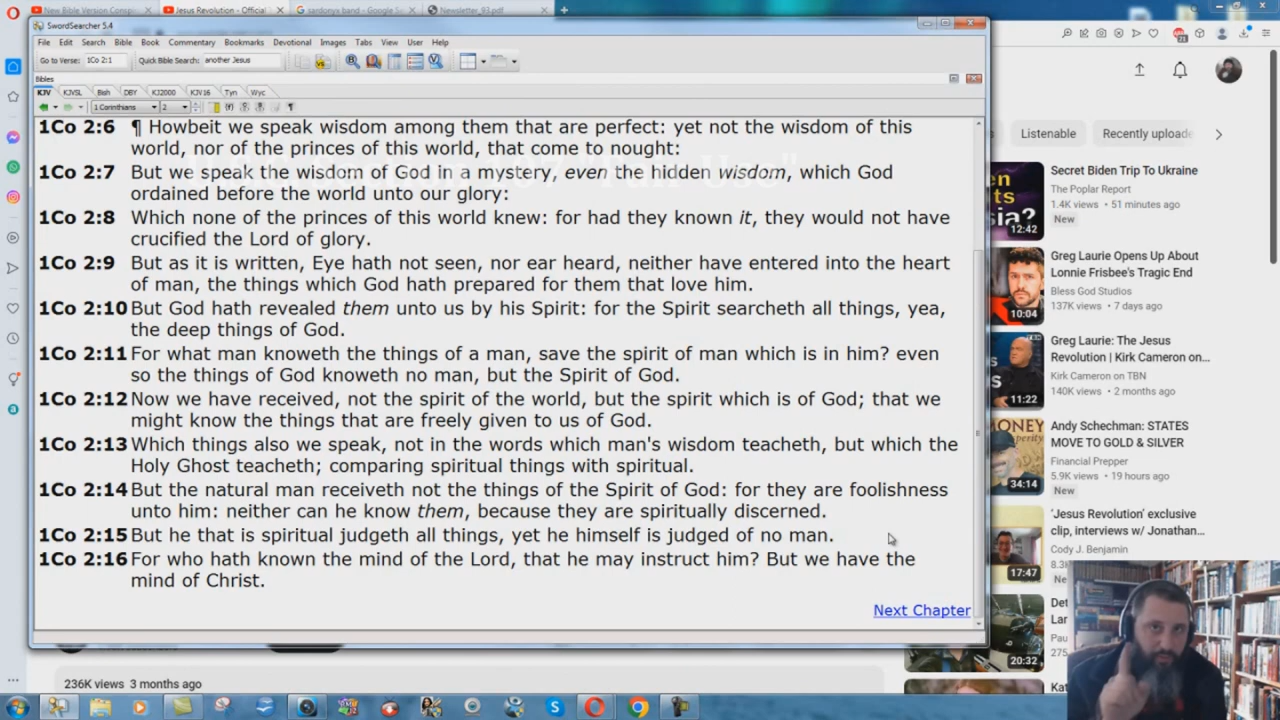 New Bible Version Consp
Jesus Revolution - Official
sardonyx band - Google S
Newsletter_93.pdf
SwordSearcher 5.4
File Edit Search Bible Book Commentary Bookmarks Devotional Images Tabs View User Help
Go to Verse: 1Co 2:1 Quick Bible Search: another Jesus
Bibles
KJV KJVSL Bish DBY KJ2000 KJV16 Tyn Wyc
1 Corinthians 2
1Co 2:6 ¶ Howbeit we speak wisdom among them that are perfect: yet not the wisdom of this
world, nor of the princes of this world, that come to nought:
U.S.C. Section 107 "Fair Use"
1Co 2:7 But we speak the wisdom of God in a mystery, even the hidden wisdom, which God
ordained before the world unto our glory:
1Co 2:8 Which none of the princes of this world knew: for had they known it, they would not have
crucified the Lord of glory.
1Co 2:9 But as it is written, Eye hath not seen, nor ear heard, neither have entered into the heart
of man, the things which God hath prepared for them that love him.
1Co 2:10 But God hath revealed them unto us by his Spirit: for the Spirit searcheth all things, yea,
the deep things of God.
1Co 2:11 For what man knoweth the things of a man, save the spirit of man which is in him? even
so the things of God knoweth no man, but the Spirit of God.
1Co 2:12 Now we have received, not the spirit of the world, but the spirit which is of God; that we
might know the things that are freely given to us of God.
1Co 2:13 Which things also we speak, not in the words which man's wisdom teacheth, but which the
Holy Ghost teacheth; comparing spiritual things with spiritual.
1Co 2:14 But the natural man receiveth not the things of the Spirit of God: for they are foolishness
unto him: neither can he know them, because they are spiritually discerned.
1Co 2:15 But he that is spiritual judgeth all things, yet he himself is judged of no man.
1Co 2:16 For who hath known the mind of the Lord, that he may instruct him? But we have the
mind of Christ.
Next Chapter
236K views 3 months ago
Listenable
Recently uploade
Secret Biden Trip To Ukraine
The Poplar Report
1.4K views • 51 minutes ago
New
12:42
Greg Laurie Opens Up About
Lonnie Frisbee's Tragic End
Bless God Studios
137K views • 7 days ago
10:04
Greg Laurie: The Jesus
Revolution | Kirk Cameron on...
Kirk Cameron on TBN
140K views • 2 months ago
11:22
Andy Schechman: STATES
MOVE TO GOLD & SILVER
Financial Prepper
5.9K views • 19 hours ago
New
34:14
'Jesus Revolution' exclusive
clip, interviews w/ Jonathan...
Cody J. Benjamin
17:47
20:32